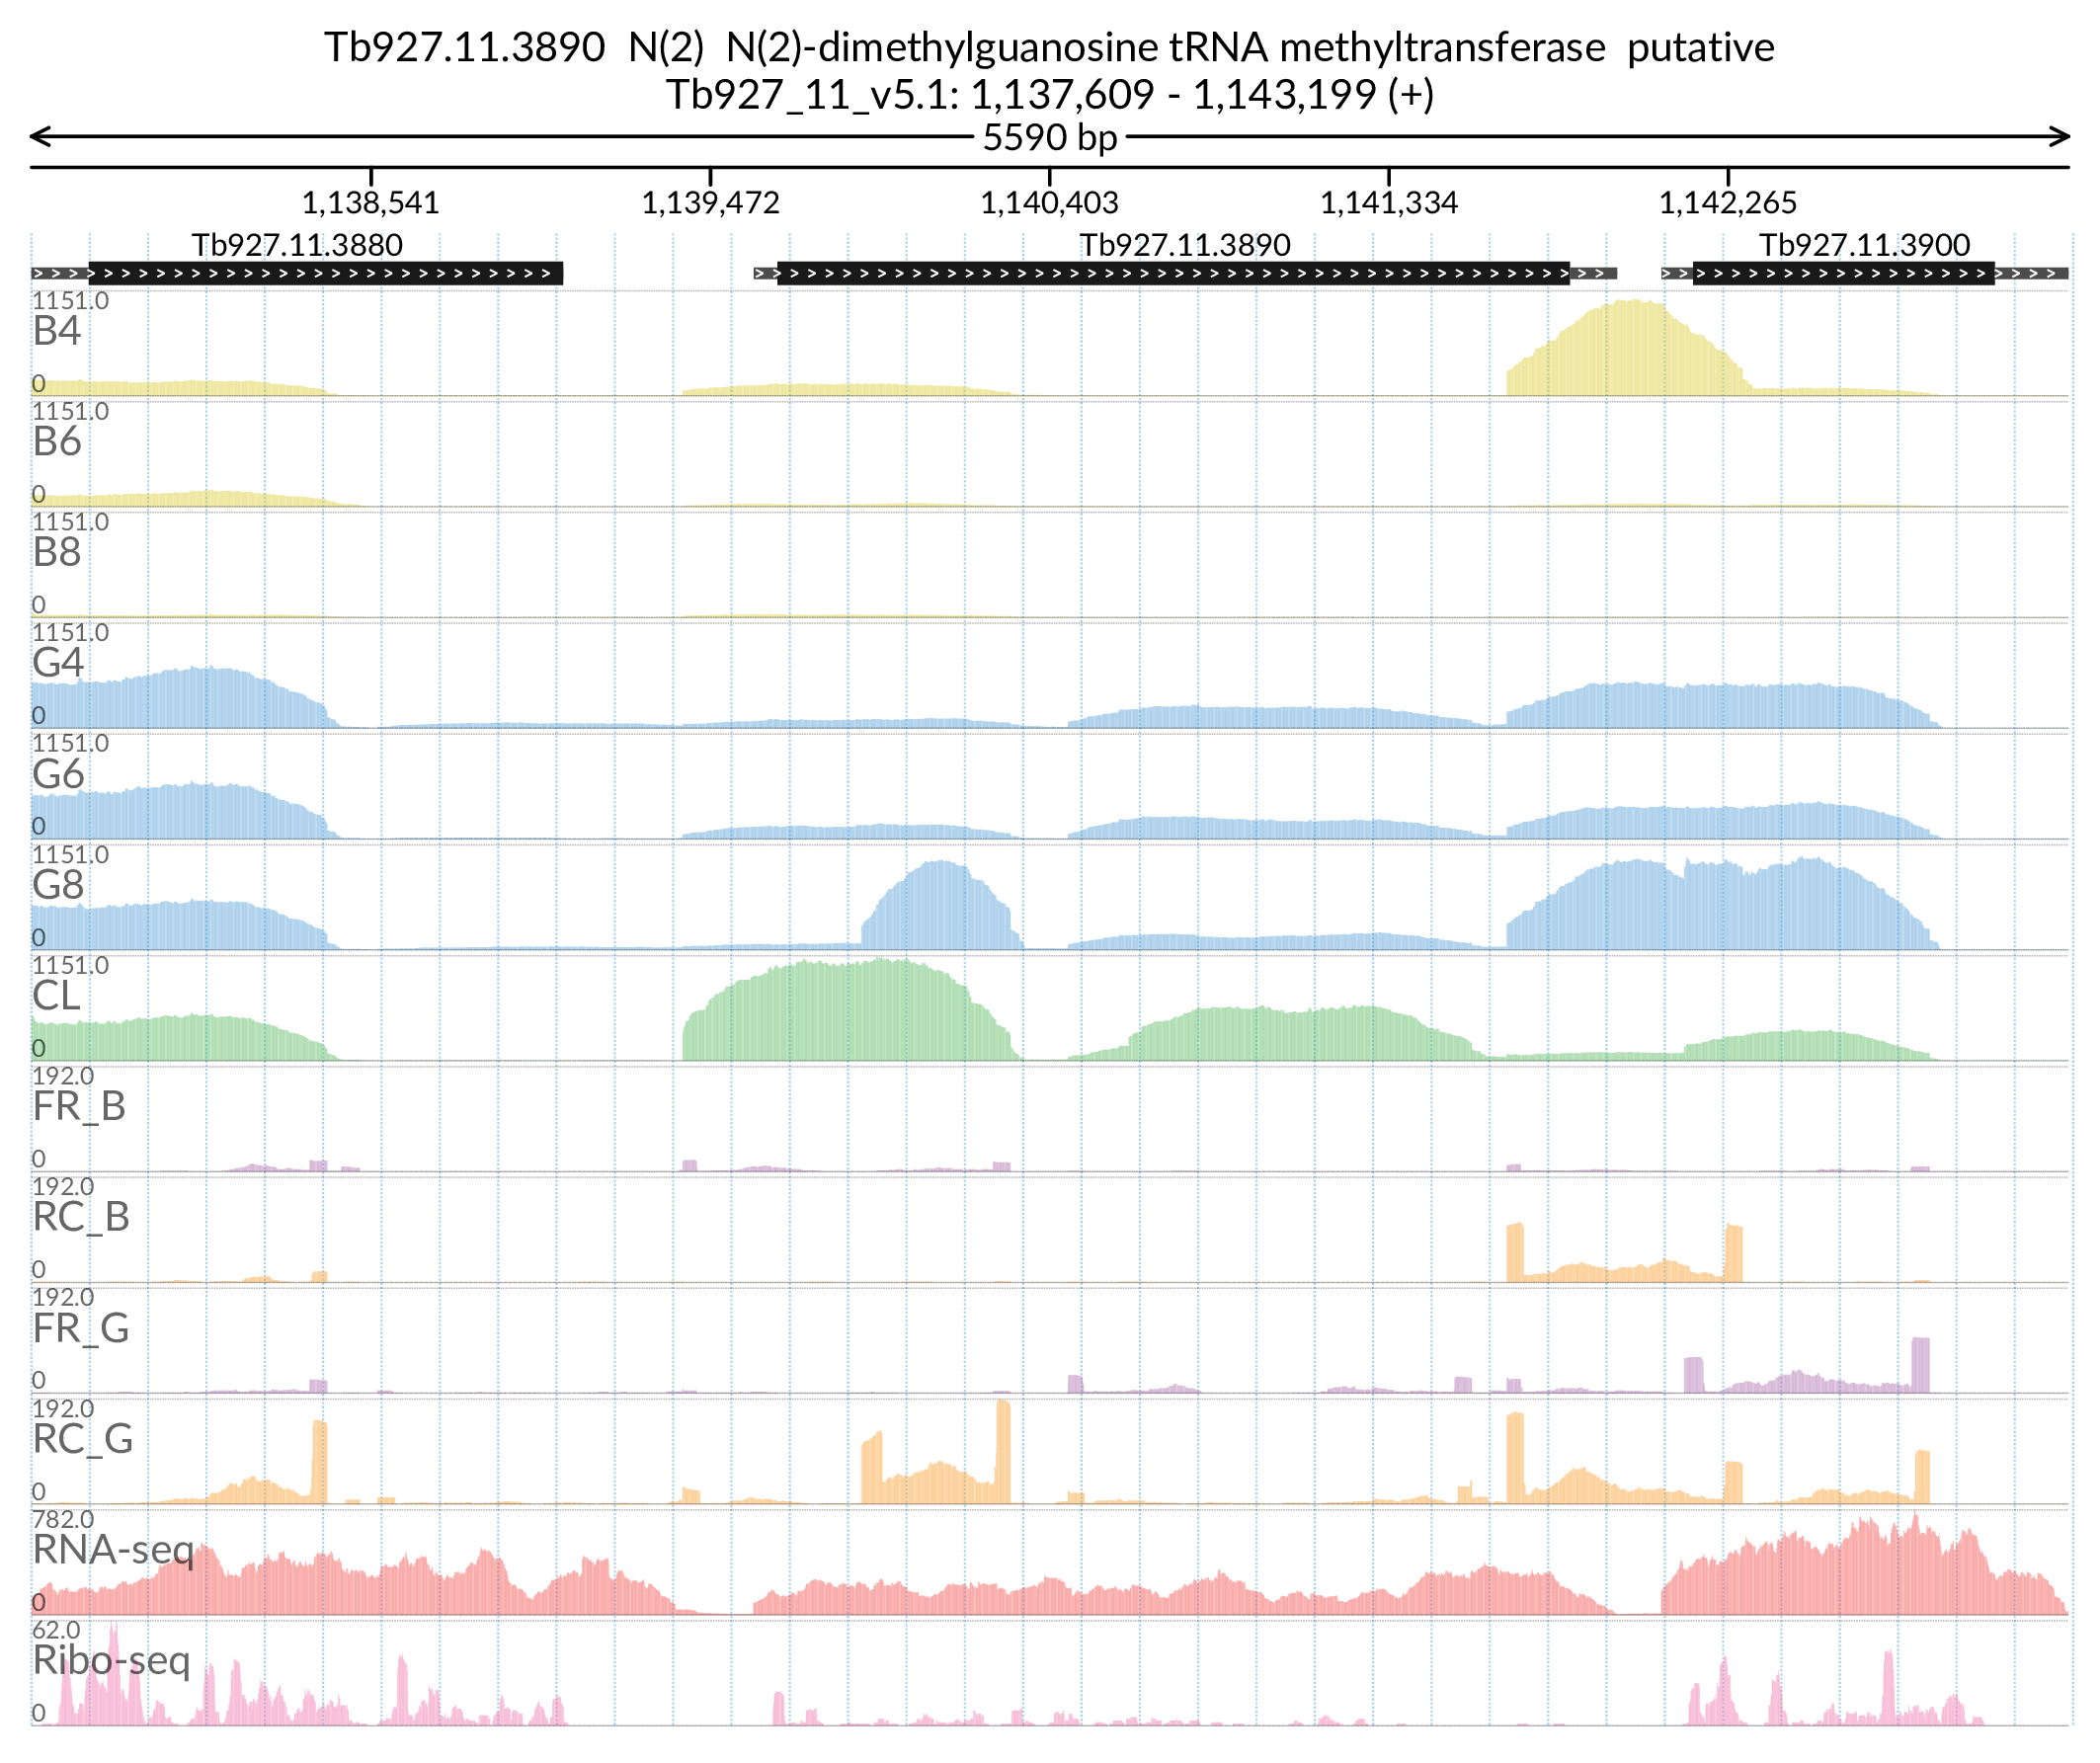 Tb927.11.3890  N(2)  N(2)-dimethylguanosine tRNA methyltransferase  putative
Tb927_11_v5.1: 1,137,609 - 1,143,199 (+)
5590 bp
1,138,541 1,139,472 1,140,403 1,141,334 1,142,265
Tb927.11.3880 Tb927.11.3890 Tb927.11.3900
1151.0
B4
0
1151.0
B6
0
1151.0
B8
0
1151.0
G4
0
1151.0
G6
0
1151.0
G8
0
1151.0
CL
0
192.0
FR_B
0
192.0
RC_B
0
192.0
FR_G
0
192.0
RC_G
0
782.0
RNA-seq
0
62.0
Ribo-seq
0